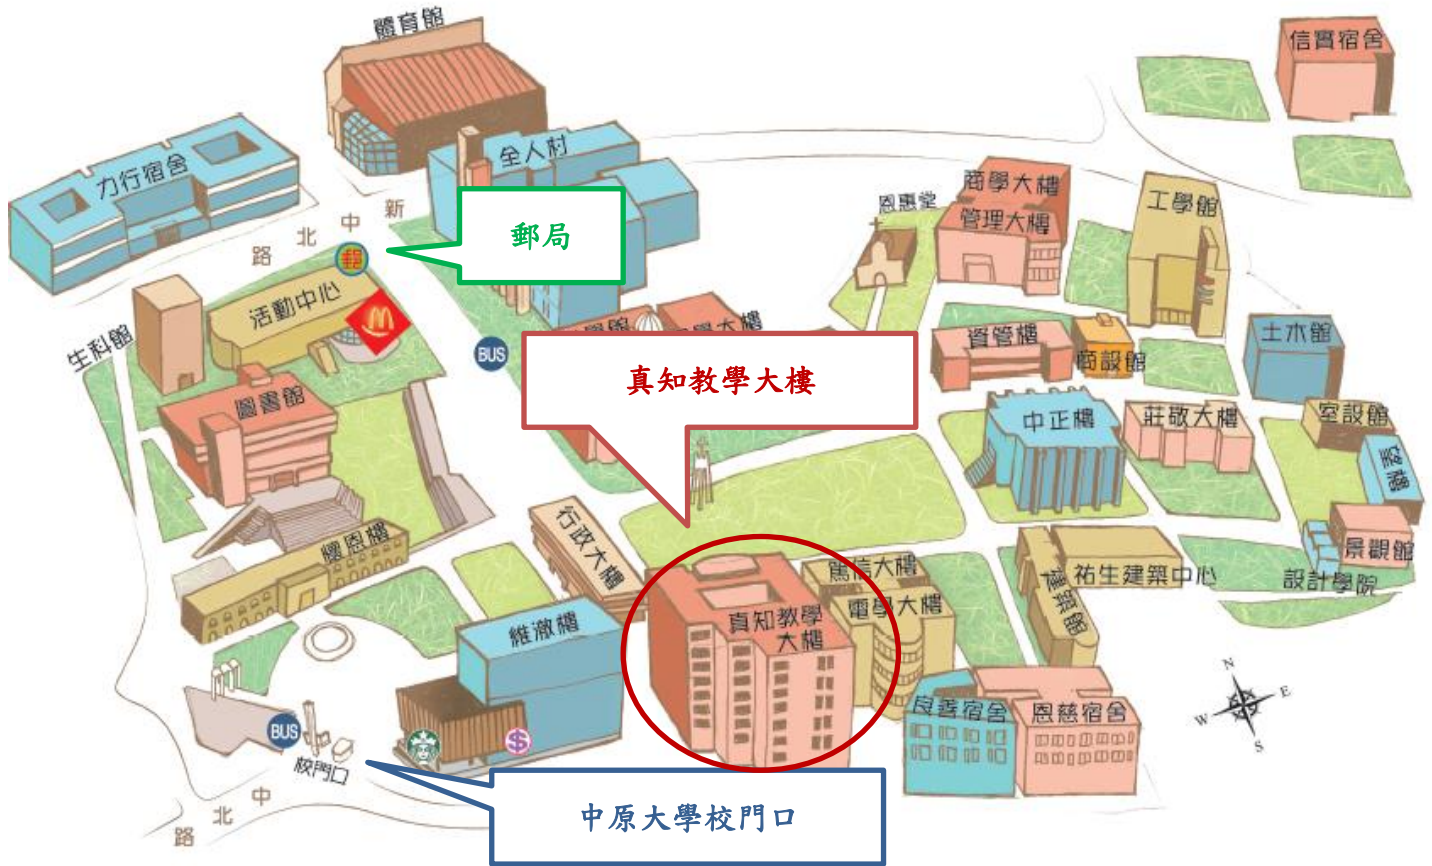 體育館
信實宿舍
全人村
力行宿舍
商學大樓
恩惠堂
管理大樓
工學館
新中北路
郵局
郵
活動中心
生科館
BUS
資管樓
商設館
土木館
真知教學大樓
圖書館
中正樓
莊敬大樓
室設館
行政大樓
懷恩樓
景觀館
篤信大樓
祐生建築中心
設計學院
電學大樓
建築館
真知教學
大樓
維澈樓
N
E
W
S
良善宿舍
恩慈宿舍
BUS
$
校門口
中北路
中原大學校門口